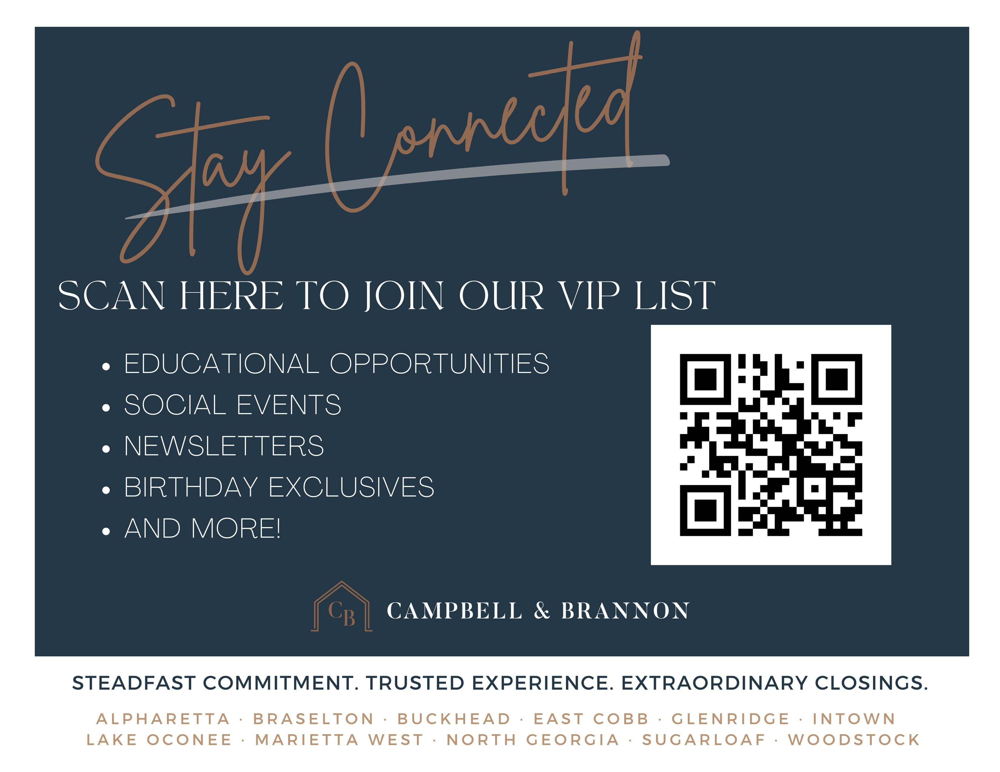 Stay Connected
SCAN HERE TO JOIN OUR VIP LIST
• EDUCATIONAL OPPORTUNITIES
• SOCIAL EVENTS
• NEWSLETTERS
• BIRTHDAY EXCLUSIVES
• AND MORE!
CB CAMPBELL & BRANNON
STEADFAST COMMITMENT. TRUSTED EXPERIENCE. EXTRAORDINARY CLOSINGS.
ALPHARETTA · BRASELTON · BUCKHEAD · EAST COBB · GLENRIDGE · INTOWN
LAKE OCONEE · MARIETTA WEST · NORTH GEORGIA · SUGARLOAF · WOODSTOCK